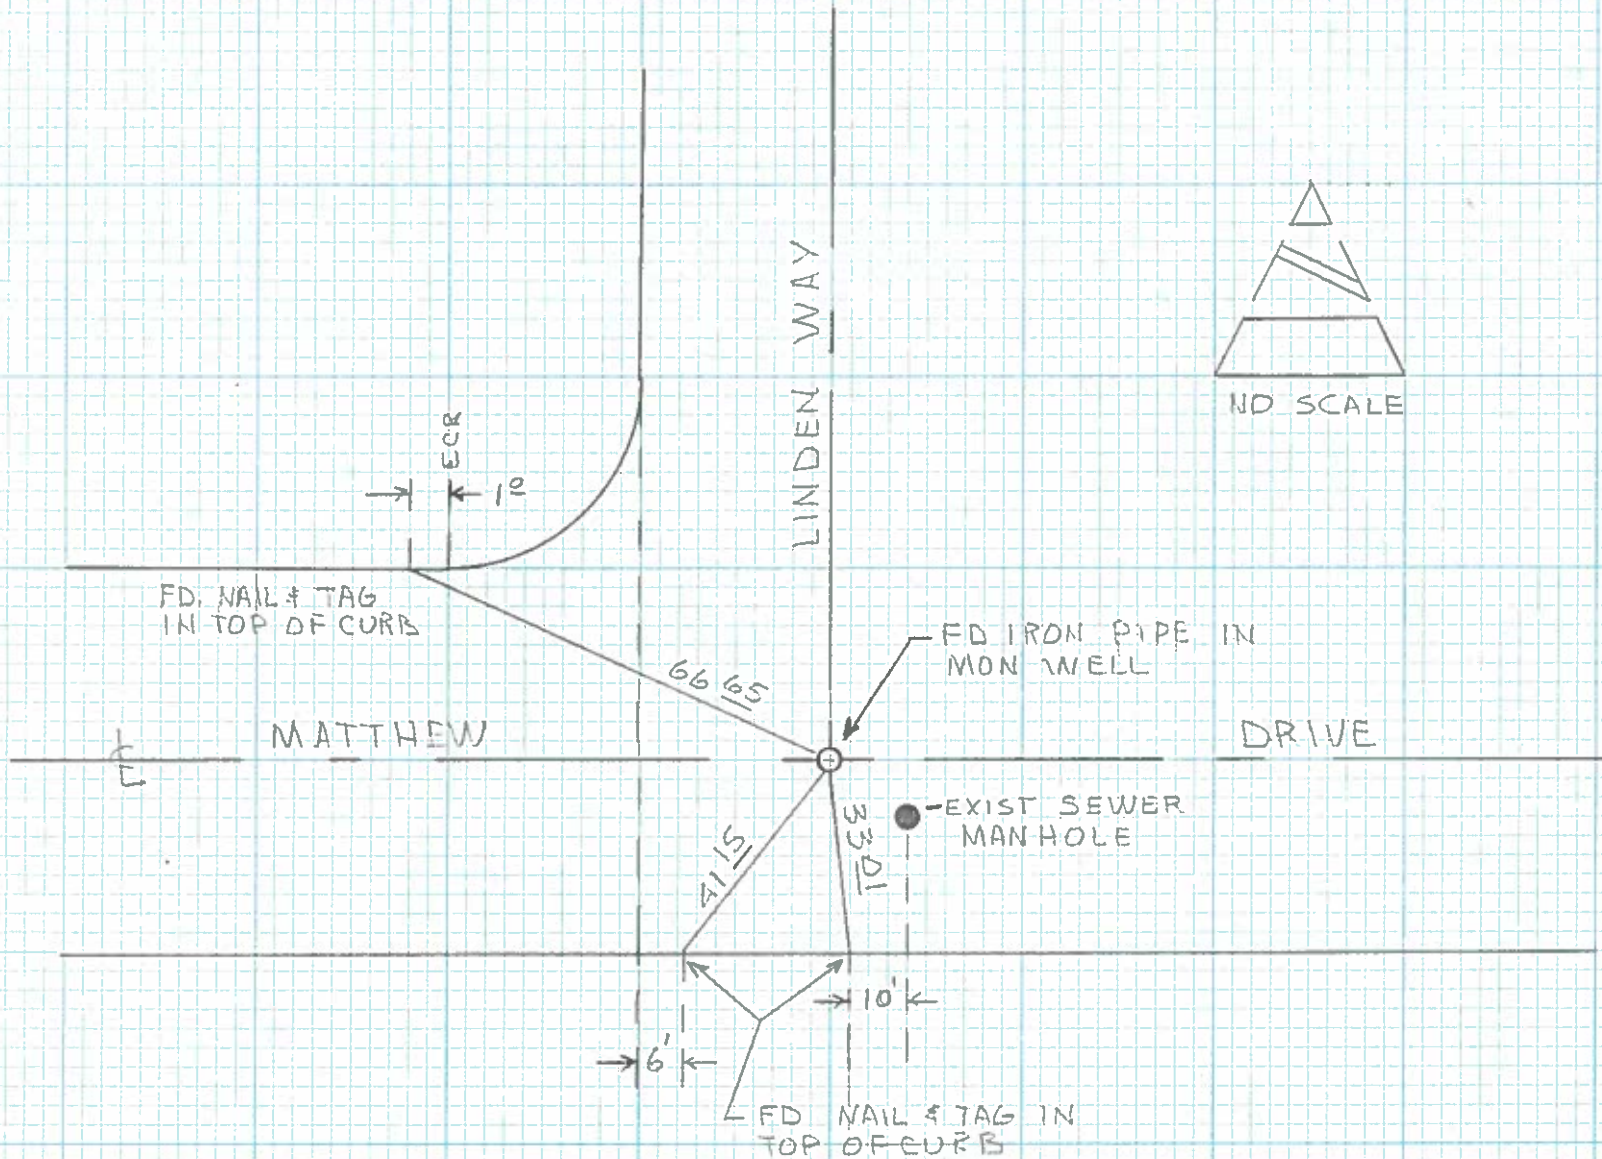 LINDEN WAY
NO SCALE
ECR
1º
FD. NAIL & TAG
IN TOP OF CURB
66 65
FD IRON PIPE IN
MON WELL
MATTHEW DRIVE
℄
EXIST SEWER
MANHOLE
41 15
33 01
10'
6'
FD NAIL & TAG IN
TOP OF CURB